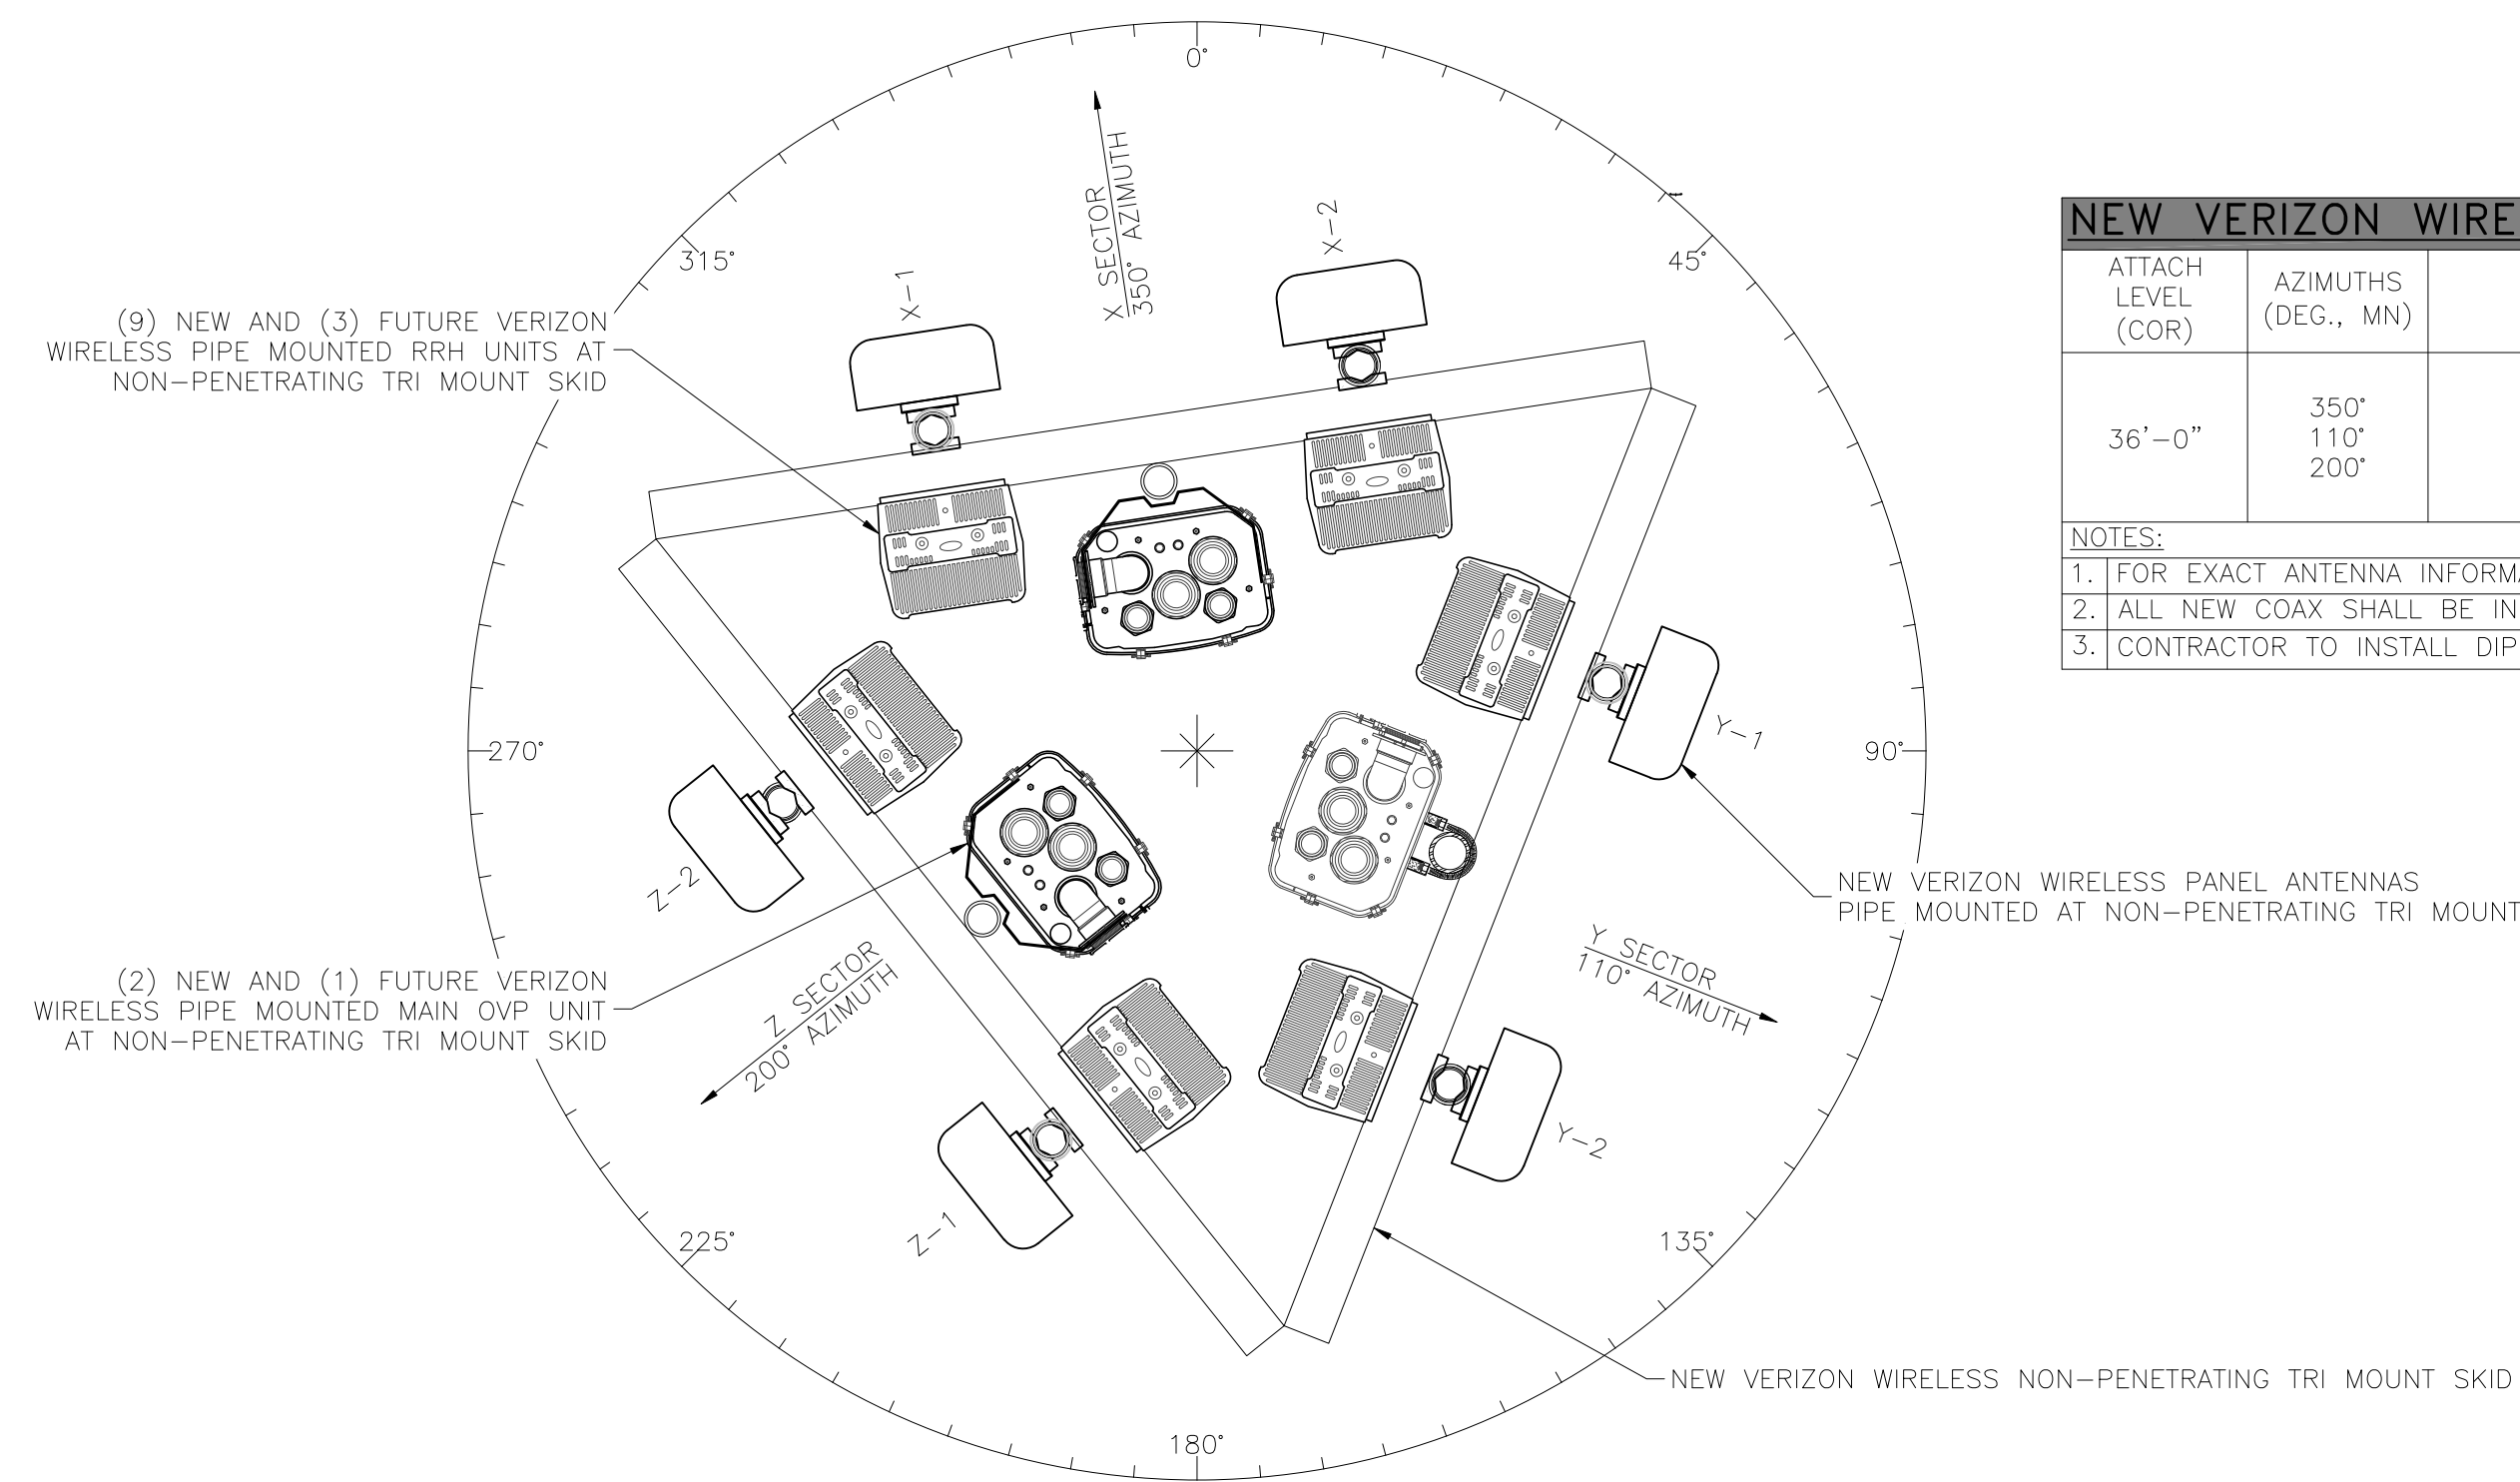 0°
45°
90°
135°
180°
225°
270°
315°
X SECTOR
350° AZIMUTH
X-1
X-2
(9) NEW AND (3) FUTURE VERIZON
WIRELESS PIPE MOUNTED RRH UNITS AT
NON-PENETRATING TRI MOUNT SKID
Y-1
NEW VERIZON WIRELESS PANEL ANTENNAS
PIPE MOUNTED AT NON-PENETRATING TRI MOUNT
Y SECTOR
110° AZIMUTH
Y-2
Z-2
(2) NEW AND (1) FUTURE VERIZON
WIRELESS PIPE MOUNTED MAIN OVP UNIT
AT NON-PENETRATING TRI MOUNT SKID
Z SECTOR
200° AZIMUTH
Z-1
NEW VERIZON WIRELESS NON-PENETRATING TRI MOUNT SKID
NEW VERIZON WIRE
ATTACH
LEVEL
(COR)
AZIMUTHS
(DEG., MN)
36'-0"
350°
110°
200°
NOTES:
1. FOR EXACT ANTENNA INFORMA
2. ALL NEW COAX SHALL BE IN
3. CONTRACTOR TO INSTALL DIP